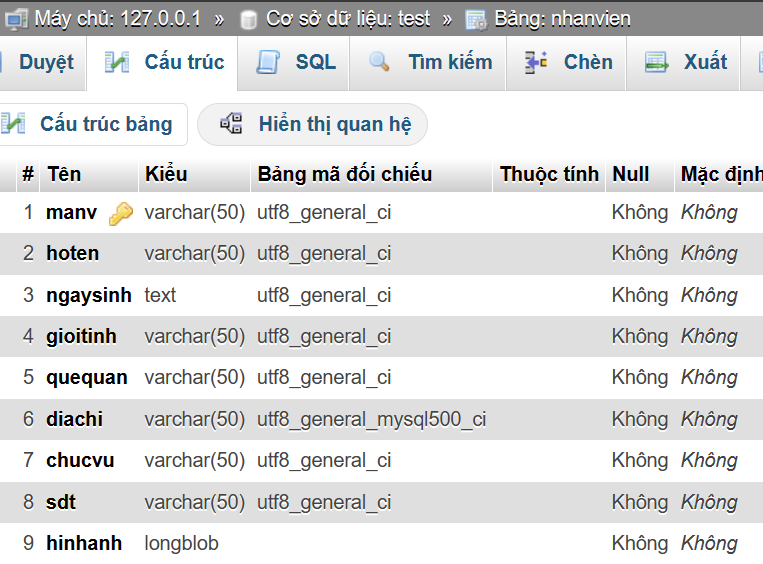 Máy chủ: 127.0.0.1 » Cơ sở dữ liệu: test » Bảng: nhanvien
Duyệt Cấu trúc SQL Tìm kiếm Chèn Xuất
Cấu trúc bảng Hiển thị quan hệ
# Tên Kiểu Bảng mã đối chiếu Thuộc tính Null Mặc định
1 manv varchar(50) utf8_general_ci Không Không
2 hoten varchar(50) utf8_general_ci Không Không
3 ngaysinh text utf8_general_ci Không Không
4 gioitinh varchar(50) utf8_general_ci Không Không
5 quequan varchar(50) utf8_general_ci Không Không
6 diachi varchar(50) utf8_general_mysql500_ci Không Không
7 chucvu varchar(50) utf8_general_ci Không Không
8 sdt varchar(50) utf8_general_ci Không Không
9 hinhanh longblob Không Không